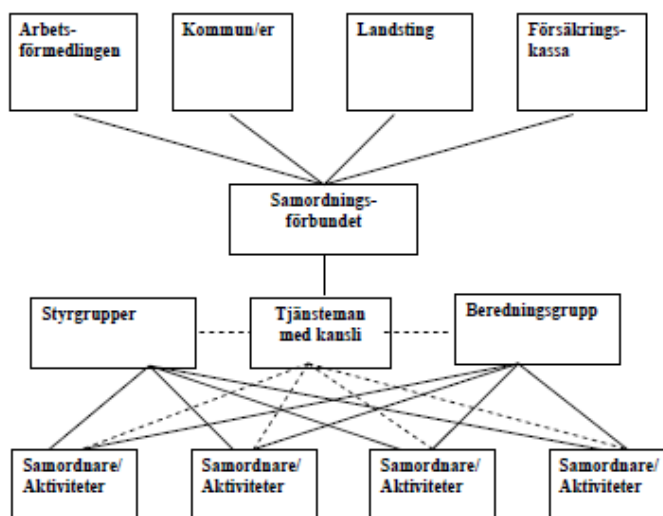 Arbets-
förmedlingen
Kommun/er
Landsting
Försäkrings-
kassa
Samordnings-
förbundet
Styrgrupper
Tjänsteman
med kansli
Beredningsgrupp
Samordnare/
Aktiviteter
Samordnare/
Aktiviteter
Samordnare/
Aktiviteter
Samordnare/
Aktiviteter